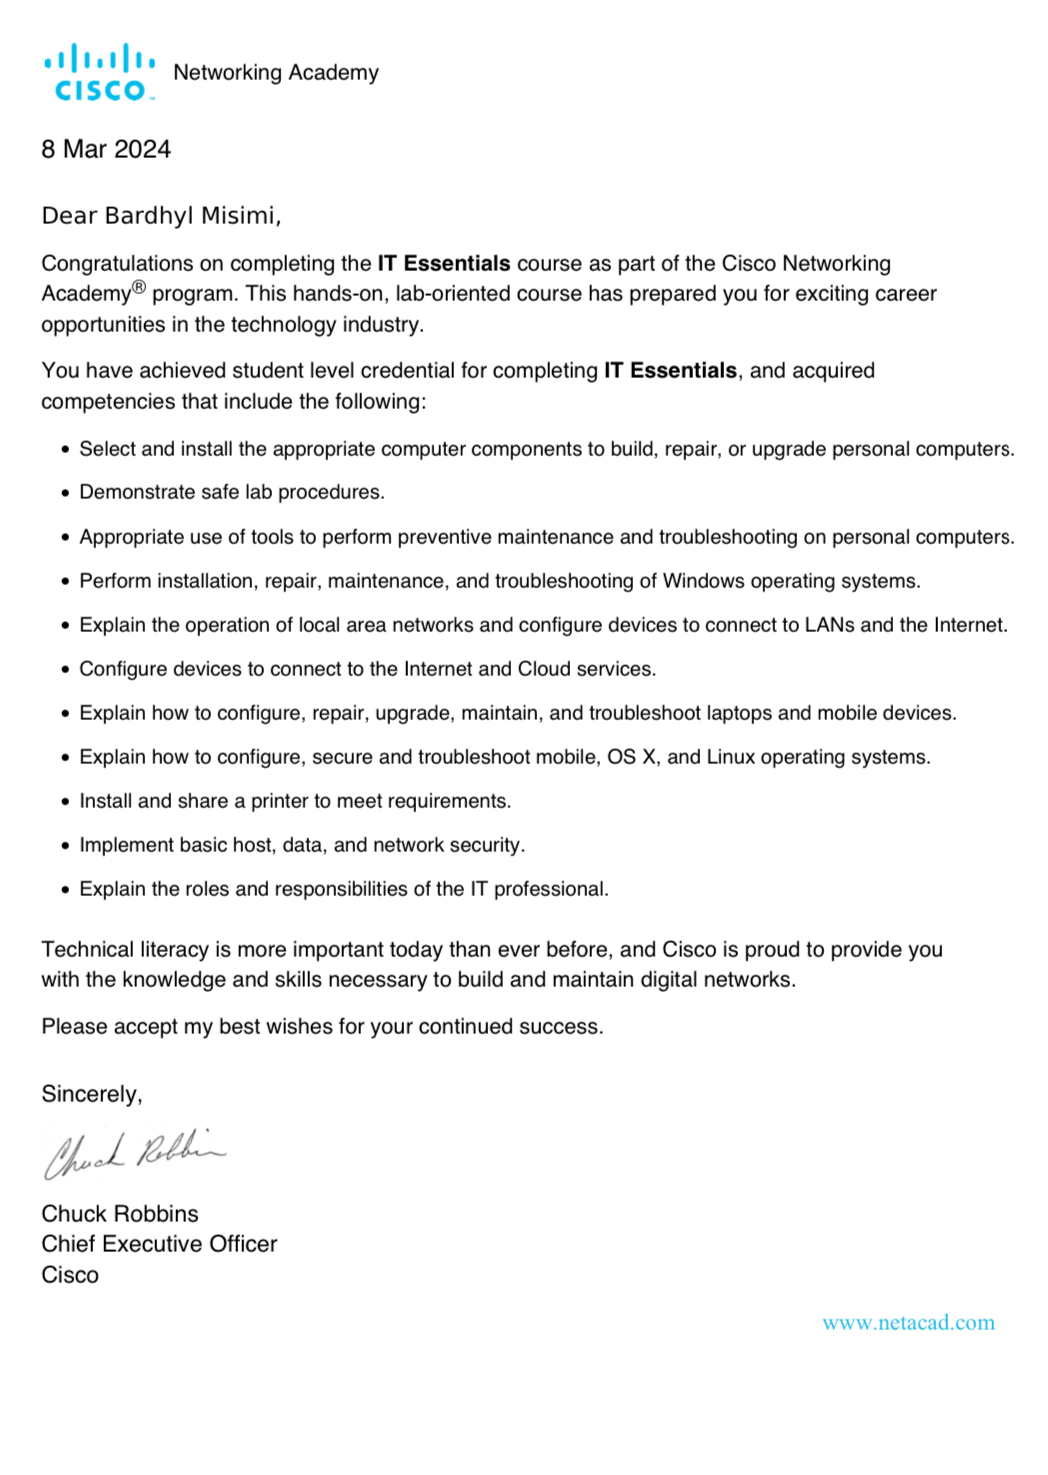 CISCO™ Networking Academy
8 Mar 2024
Dear Bardhyl Misimi,
Congratulations on completing the IT Essentials course as part of the Cisco Networking
Academy® program. This hands-on, lab-oriented course has prepared you for exciting career
opportunities in the technology industry.
You have achieved student level credential for completing IT Essentials, and acquired
competencies that include the following:
• Select and install the appropriate computer components to build, repair, or upgrade personal computers.
• Demonstrate safe lab procedures.
• Appropriate use of tools to perform preventive maintenance and troubleshooting on personal computers.
• Perform installation, repair, maintenance, and troubleshooting of Windows operating systems.
• Explain the operation of local area networks and configure devices to connect to LANs and the Internet.
• Configure devices to connect to the Internet and Cloud services.
• Explain how to configure, repair, upgrade, maintain, and troubleshoot laptops and mobile devices.
• Explain how to configure, secure and troubleshoot mobile, OS X, and Linux operating systems.
• Install and share a printer to meet requirements.
• Implement basic host, data, and network security.
• Explain the roles and responsibilities of the IT professional.
Technical literacy is more important today than ever before, and Cisco is proud to provide you
with the knowledge and skills necessary to build and maintain digital networks.
Please accept my best wishes for your continued success.
Sincerely,
Chuck Robbins
Chuck Robbins
Chief Executive Officer
Cisco
www.netacad.com